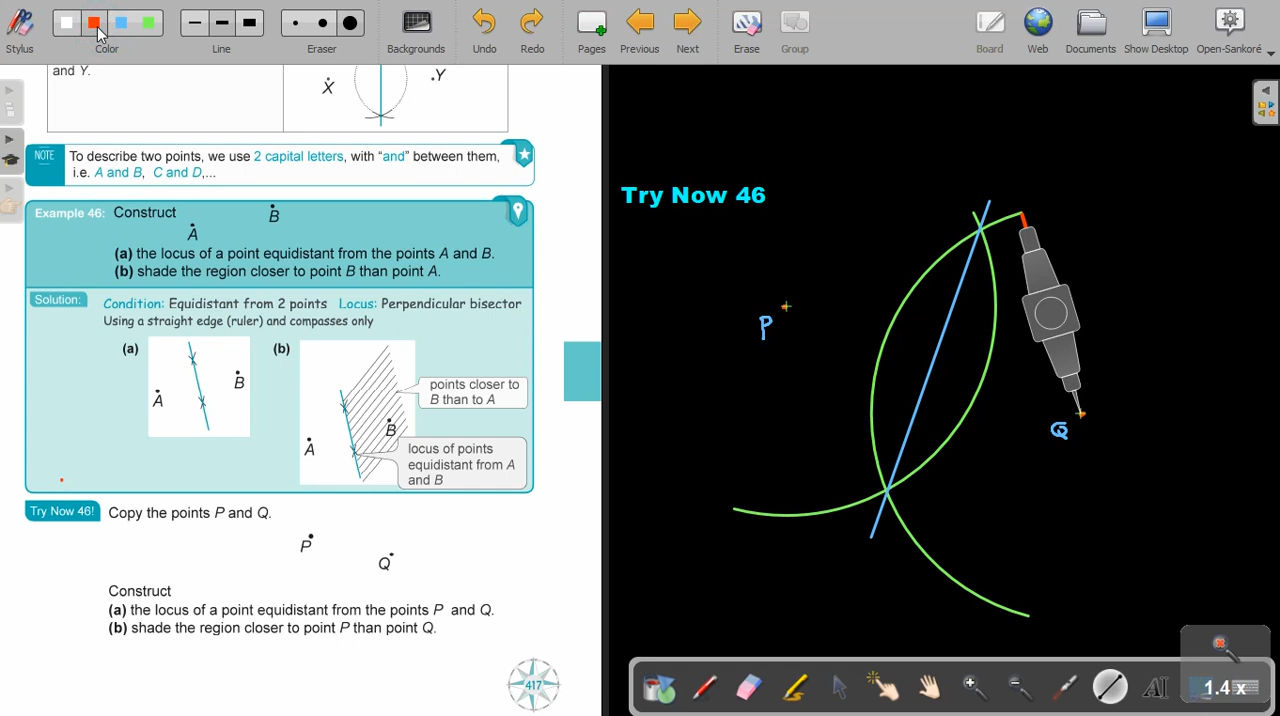 Stylus
Color
Line
Eraser
Backgrounds
Undo
Redo
Pages
Previous
Next
Erase
Group
Board
Web
Documents
Show Desktop
Open-Sankoré
and Y.
X
Y
NOTE
To describe two points, we use 2 capital letters, with “and” between them,
i.e. A and B, C and D,...
Example 46:
Construct
A
B
(a) the locus of a point equidistant from the points A and B.
(b) shade the region closer to point B than point A.
Solution:
Condition: Equidistant from 2 points Locus: Perpendicular bisector
Using a straight edge (ruler) and compasses only
(a)
A
B
(b)
A
B
points closer to
B than to A
locus of points
equidistant from A
and B
Try Now 46!
Copy the points P and Q.
P
Q
Construct
(a) the locus of a point equidistant from the points P and Q.
(b) shade the region closer to point P than point Q.
417
Try Now 46
P
Q
AI
1.4 x